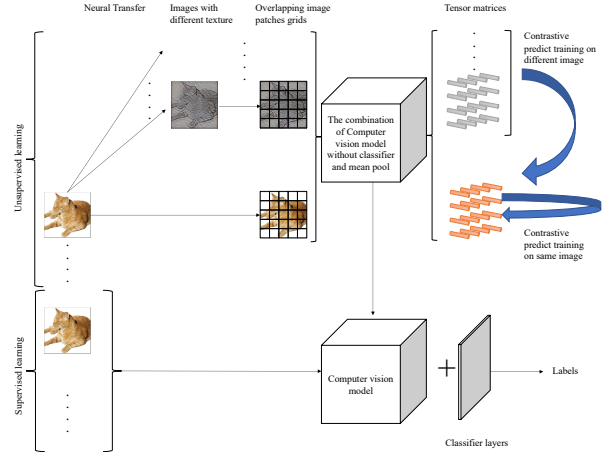 Neural Transfer
Images with
different texture
Overlapping image
patches grids
Tensor matrices
Contrastive
predict training on
different image
Unsupervised learning
The combination
of Computer
vision model
without classifier
and mean pool
Contrastive
predict training
on same image
Supervised learning
Computer vision
model
+
Labels
Classifier layers